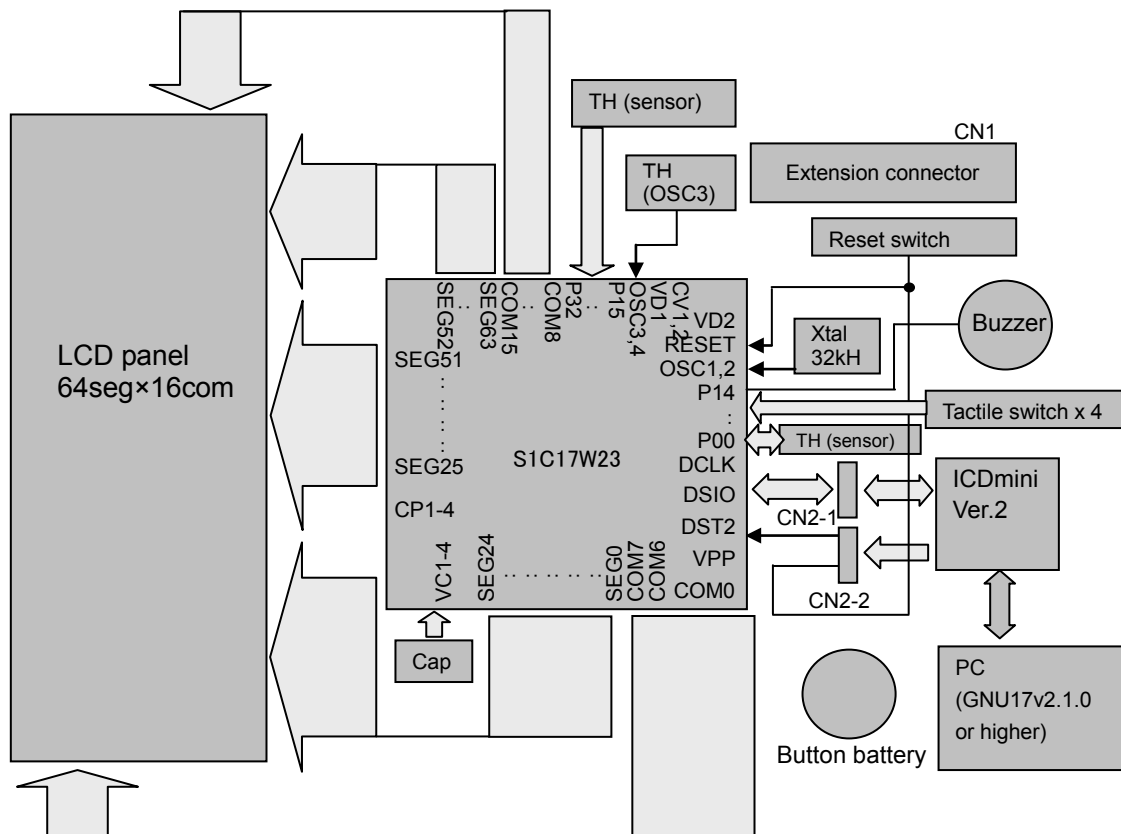 TH (sensor)
CN1
TH
(OSC3)
Extension connector
Reset switch
LCD panel
64seg×16com
SEG52
: :
SEG63
COM15
: :
COM8
P32
: :
P15
OSC3,4
VD1
CV1,2
VD2
RESET
OSC1,2
P14
:
P00
DCLK
DSIO
DST2
VPP
COM0
SEG51
SEG25
CP1-4
S1C17W23
VC1-4
SEG24
: : : : :
SEG0
COM7
COM6
Xtal
32kH
Buzzer
Tactile switch x 4
TH (sensor)
CN2-1
ICDmini
Ver.2
CN2-2
Cap
PC
(GNU17v2.1.0
or higher)
Button battery